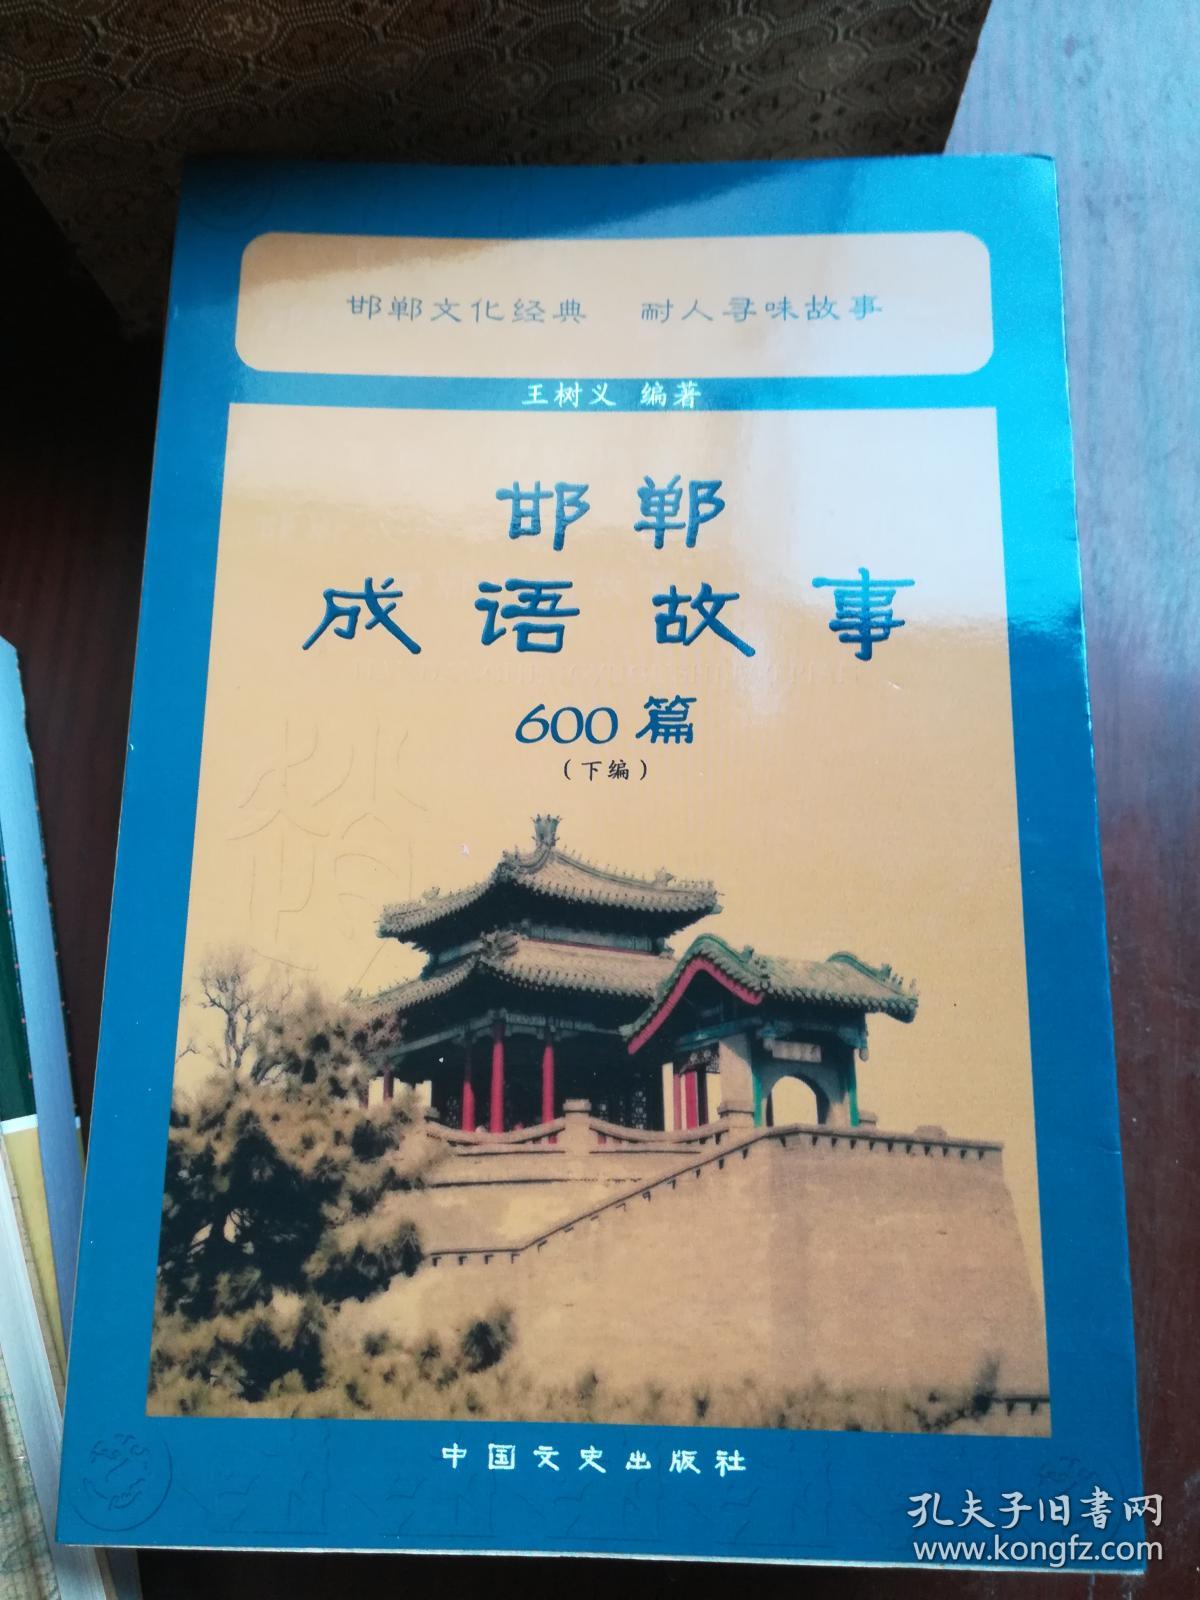 邯郸文化经典 耐人寻味故事
王树义 编著
邯郸
成语故事
600篇
（下编）
中国文史出版社
孔夫子旧書网
www.kongfz.com